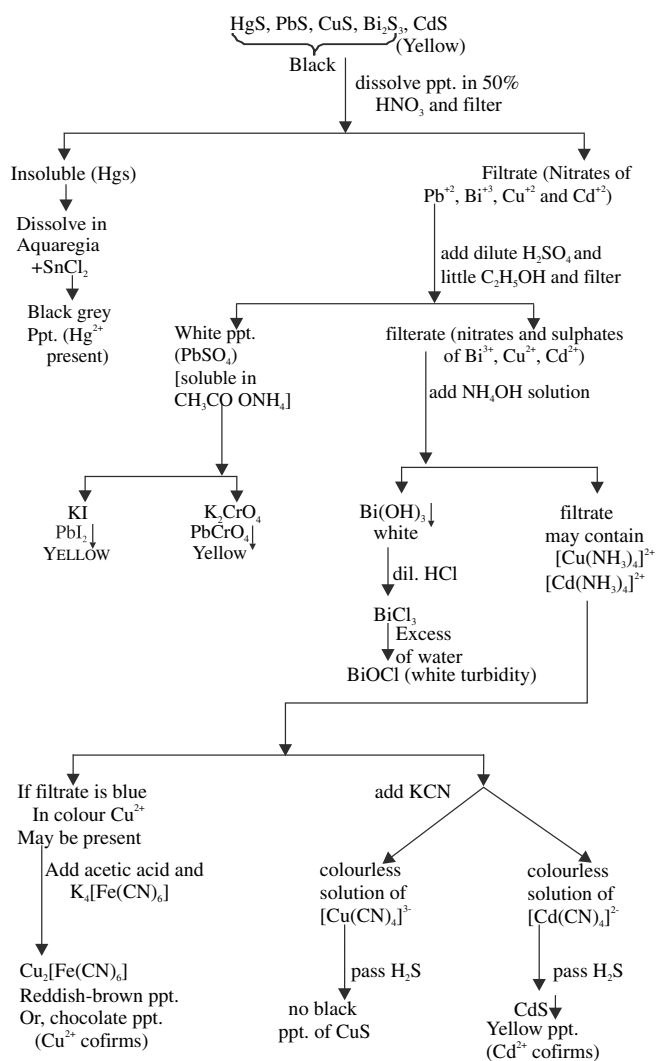 HgS, PbS, CuS, Bi₂S₃, CdS
(Yellow)
Black
dissolve ppt. in 50%
HNO₃ and filter
Insoluble (Hgs)
Dissolve in
Aquaregia
+SnCl₂
Black grey
Ppt. (Hg²⁺
present)
Filtrate (Nitrates of
Pb⁺², Bi⁺³, Cu⁺² and Cd⁺²)
add dilute H₂SO₄ and
little C₂H₅OH and filter
White ppt.
(PbSO₄)
[soluble in
CH₃CO ONH₄]
filterate (nitrates and sulphates
of Bi³⁺, Cu²⁺, Cd²⁺)
add NH₄OH solution
KI
PbI₂↓
YELLOW
K₂CrO₄
PbCrO₄↓
Yellow
Bi(OH)₃↓
white
dil. HCl
BiCl₃
Excess
of water
BiOCl (white turbidity)
filtrate
may contain
[Cu(NH₃)₄]²⁺
[Cd(NH₃)₄]²⁺
If filtrate is blue
In colour Cu²⁺
May be present
Add acetic acid and
K₄[Fe(CN)₆]
Cu₂[Fe(CN)₆]
Reddish-brown ppt.
Or, chocolate ppt.
(Cu²⁺ cofirms)
add KCN
colourless
solution of
[Cu(CN)₄]³⁻
pass H₂S
no black
ppt. of CuS
colourless
solution of
[Cd(CN)₄]²⁻
pass H₂S
CdS↓
Yellow ppt.
(Cd²⁺ cofirms)